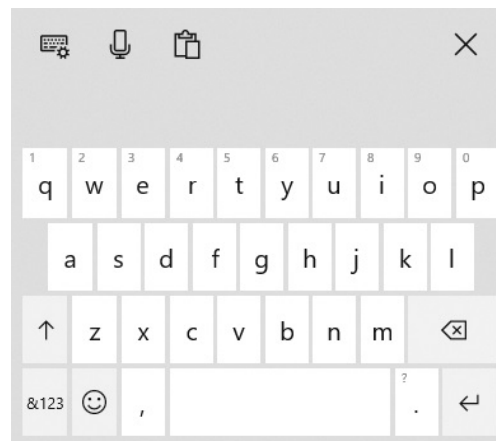 1 2 3 4 5 6 7 8 9 0
q w e r t y u i o p
a s d f g h j k l
z x c v b n m
?
&123 , .